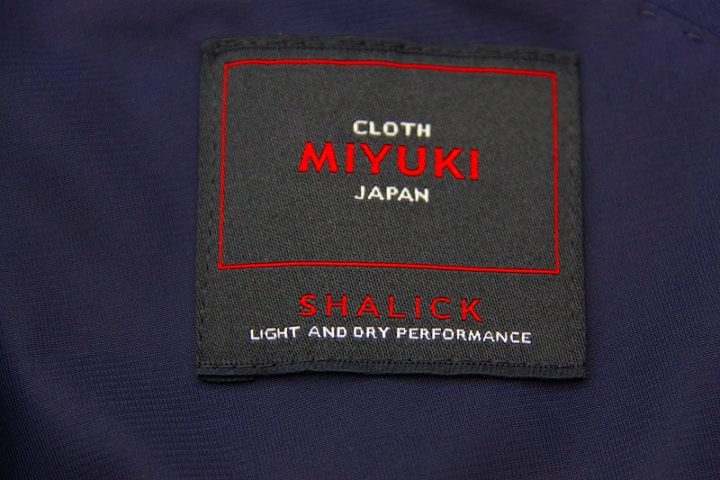 CLOTH
MIYUKI
JAPAN
SHALICK
LIGHT AND DRY PERFORMANCE